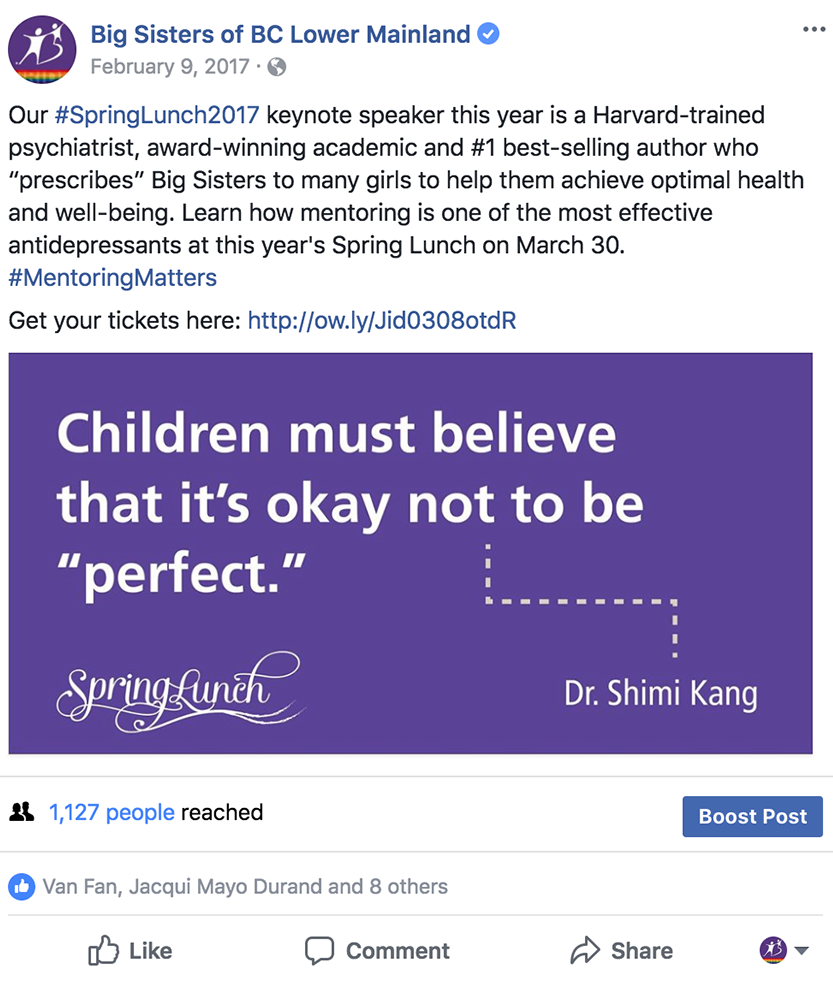 Big Sisters of BC Lower Mainland
February 9, 2017 ·
Our #SpringLunch2017 keynote speaker this year is a Harvard-trained
psychiatrist, award-winning academic and #1 best-selling author who
“prescribes” Big Sisters to many girls to help them achieve optimal health
and well-being. Learn how mentoring is one of the most effective
antidepressants at this year's Spring Lunch on March 30.
#MentoringMatters
Get your tickets here: http://ow.ly/Jid0308otdR
Children must believe
that it’s okay not to be
“perfect.”
Spring Lunch
Dr. Shimi Kang
1,127 people reached
Boost Post
Van Fan, Jacqui Mayo Durand and 8 others
Like
Comment
Share